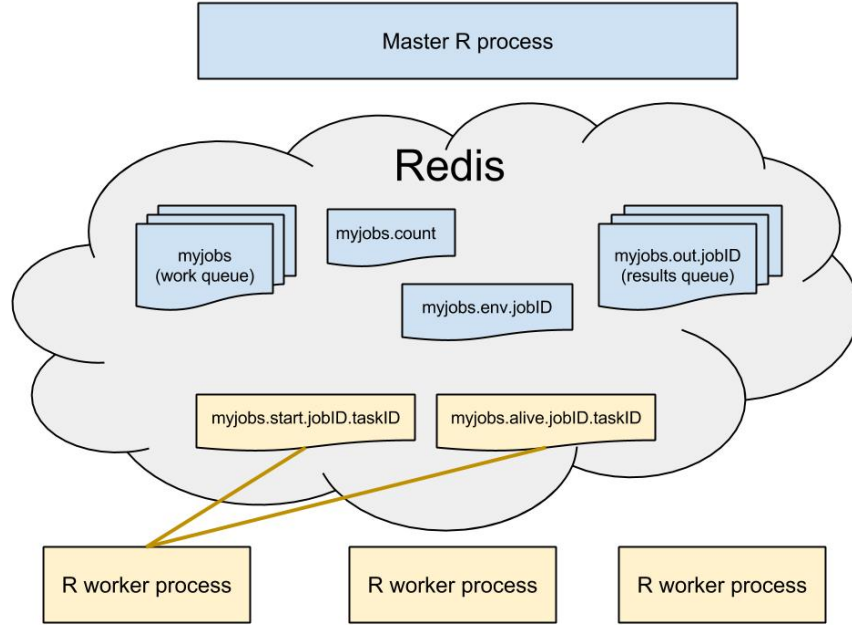 Master R process
Redis
myjobs
(work queue)
myjobs.count
myjobs.out.jobID
(results queue)
myjobs.env.jobID
myjobs.start.jobID.taskID
myjobs.alive.jobID.taskID
R worker process
R worker process
R worker process